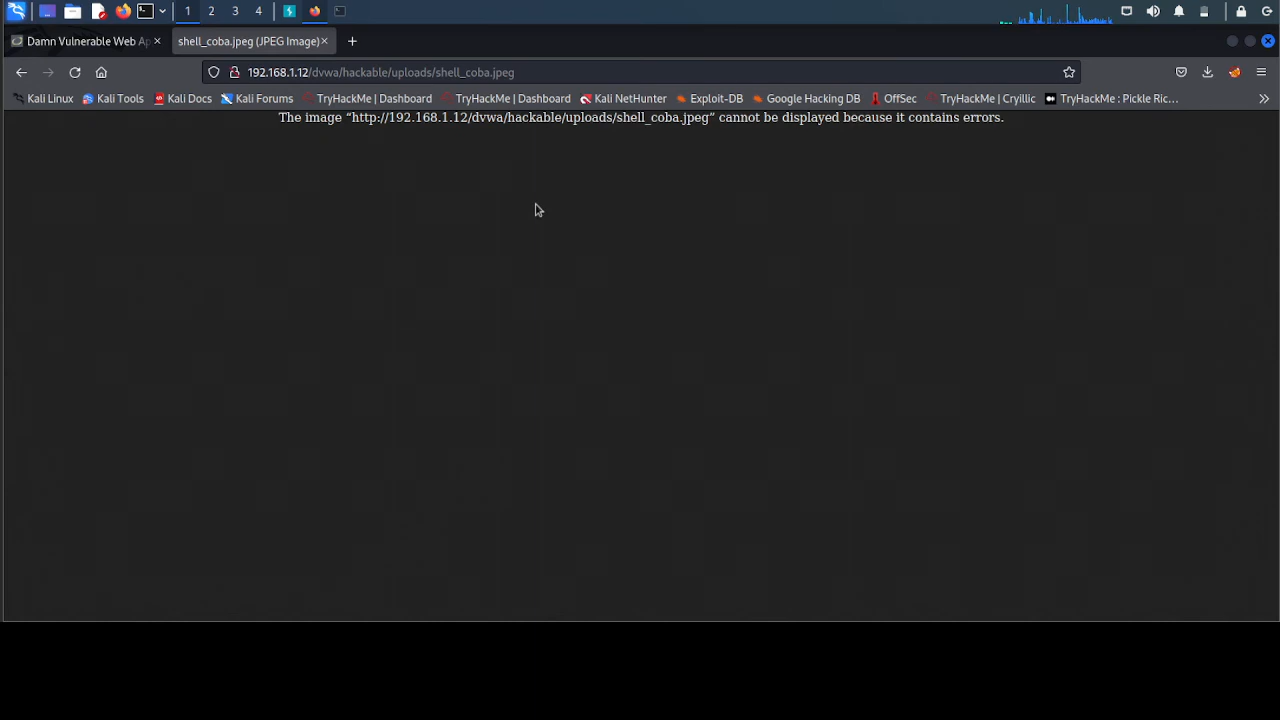 1 2 3 4
Damn Vulnerable Web Ap
shell_coba.jpeg (JPEG Image)
192.168.1.12/dvwa/hackable/uploads/shell_coba.jpeg
Kali Linux Kali Tools Kali Docs Kali Forums TryHackMe | Dashboard TryHackMe | Dashboard Kali NetHunter Exploit-DB Google Hacking DB OffSec TryHackMe | Cryillic TryHackMe : Pickle Ric...
The image “http://192.168.1.12/dvwa/hackable/uploads/shell_coba.jpeg” cannot be displayed because it contains errors.